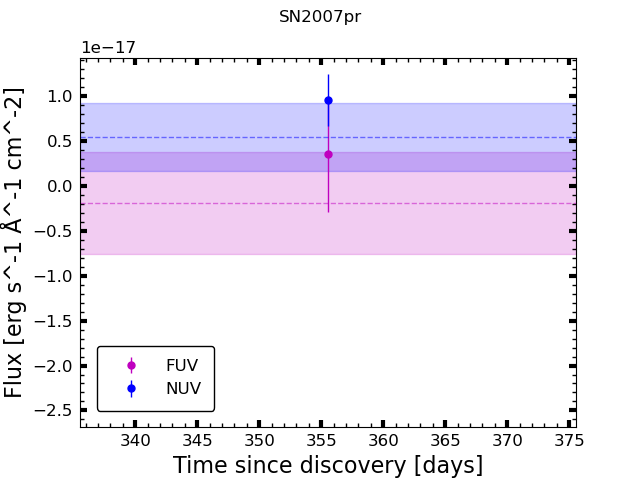 SN2007pr
1e−17
1.0
0.5
0.0
−0.5
−1.0
−1.5
−2.0
−2.5
Flux [erg s^-1 Å^-1 cm^-2]
FUV
NUV
340 345 350 355 360 365 370 375
Time since discovery [days]